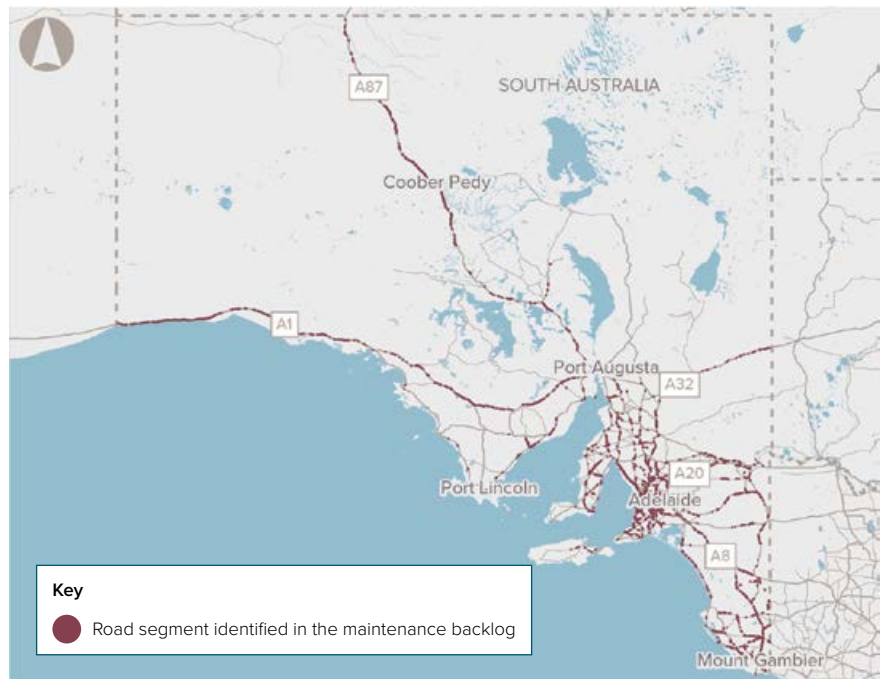 A87
SOUTH AUSTRALIA
Coober Pedy
A1
Port Augusta
A32
A20
Port Lincoln
Adelaide
A8
Key
Road segment identified in the maintenance backlog
Mount Gambier